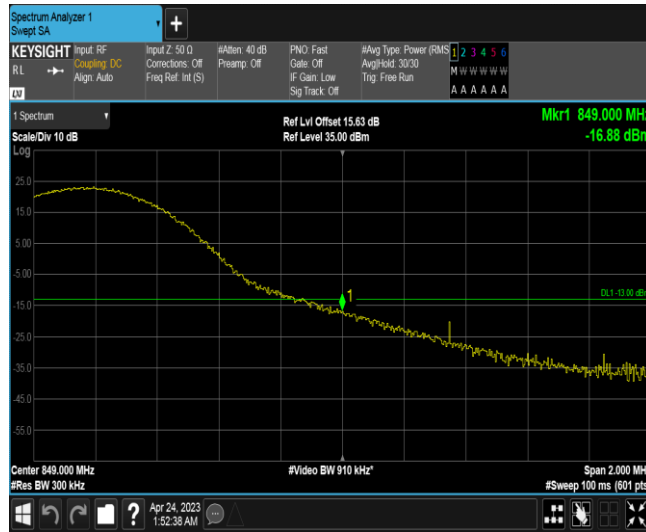 Spectrum Analyzer 1
Swept SA
KEYSIGHT
RL
LXI
Input: RF
Coupling: DC
Align: Auto
Input Z: 50 Ω
Corrections: Off
Freq Ref: Int (S)
#Atten: 40 dB
Preamp: Off
PNO: Fast
Gate: Off
IF Gain: Low
Sig Track: Off
#Avg Type: Power (RMS
Avg|Hold: 30/30
Trig: Free Run
1 2 3 4 5 6
M W W W W W
A A A A A A
1 Spectrum
Scale/Div 10 dB
Log
Ref Lvl Offset 15.63 dB
Ref Level 35.00 dBm
Mkr1 849.000 MHz
-16.88 dBm
25.0
15.0
5.00
-5.00
-15.0
-35.0
-45.0
-55.0
1
DL1 -13.00 dBm
Center 849.000 MHz
#Res BW 300 kHz
#Video BW 910 kHz*
Span 2.000 MHz
#Sweep 100 ms (601 pts
?
Apr 24, 2023
1:52:38 AM